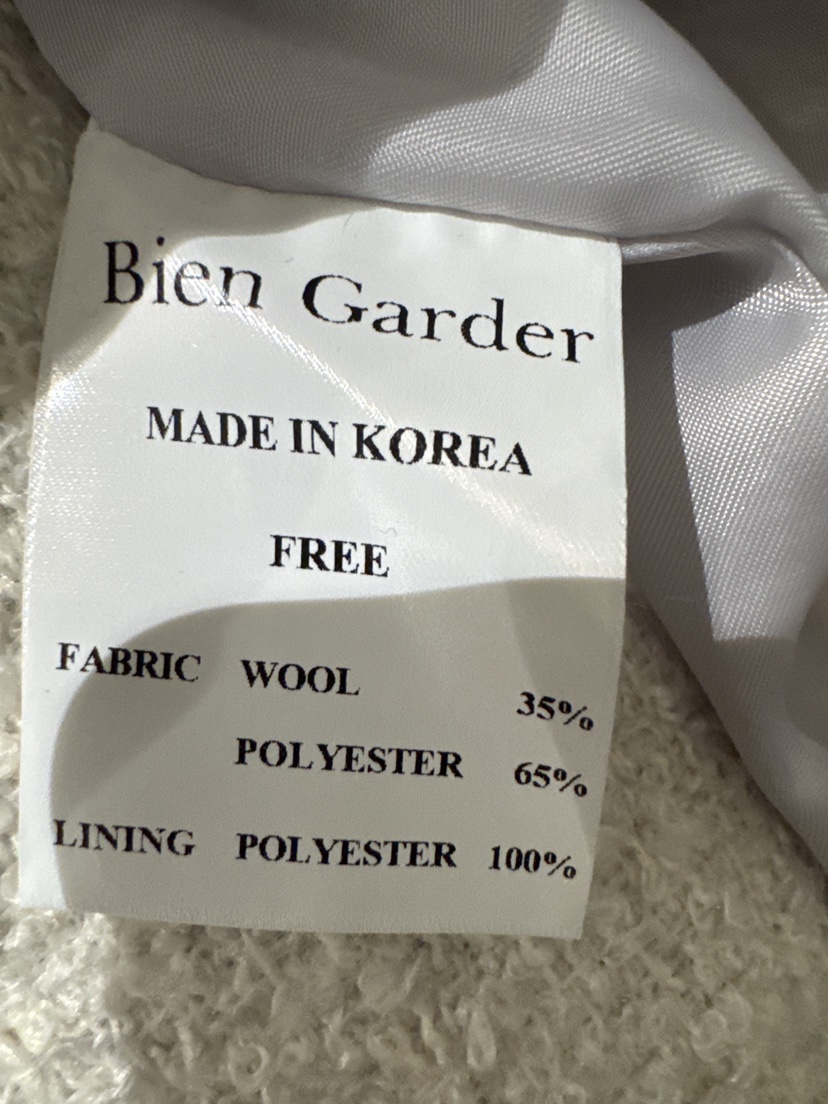 Bien Garder
MADE IN KOREA
FREE
FABRIC WOOL 35%
POLYESTER 65%
LINING POLYESTER 100%